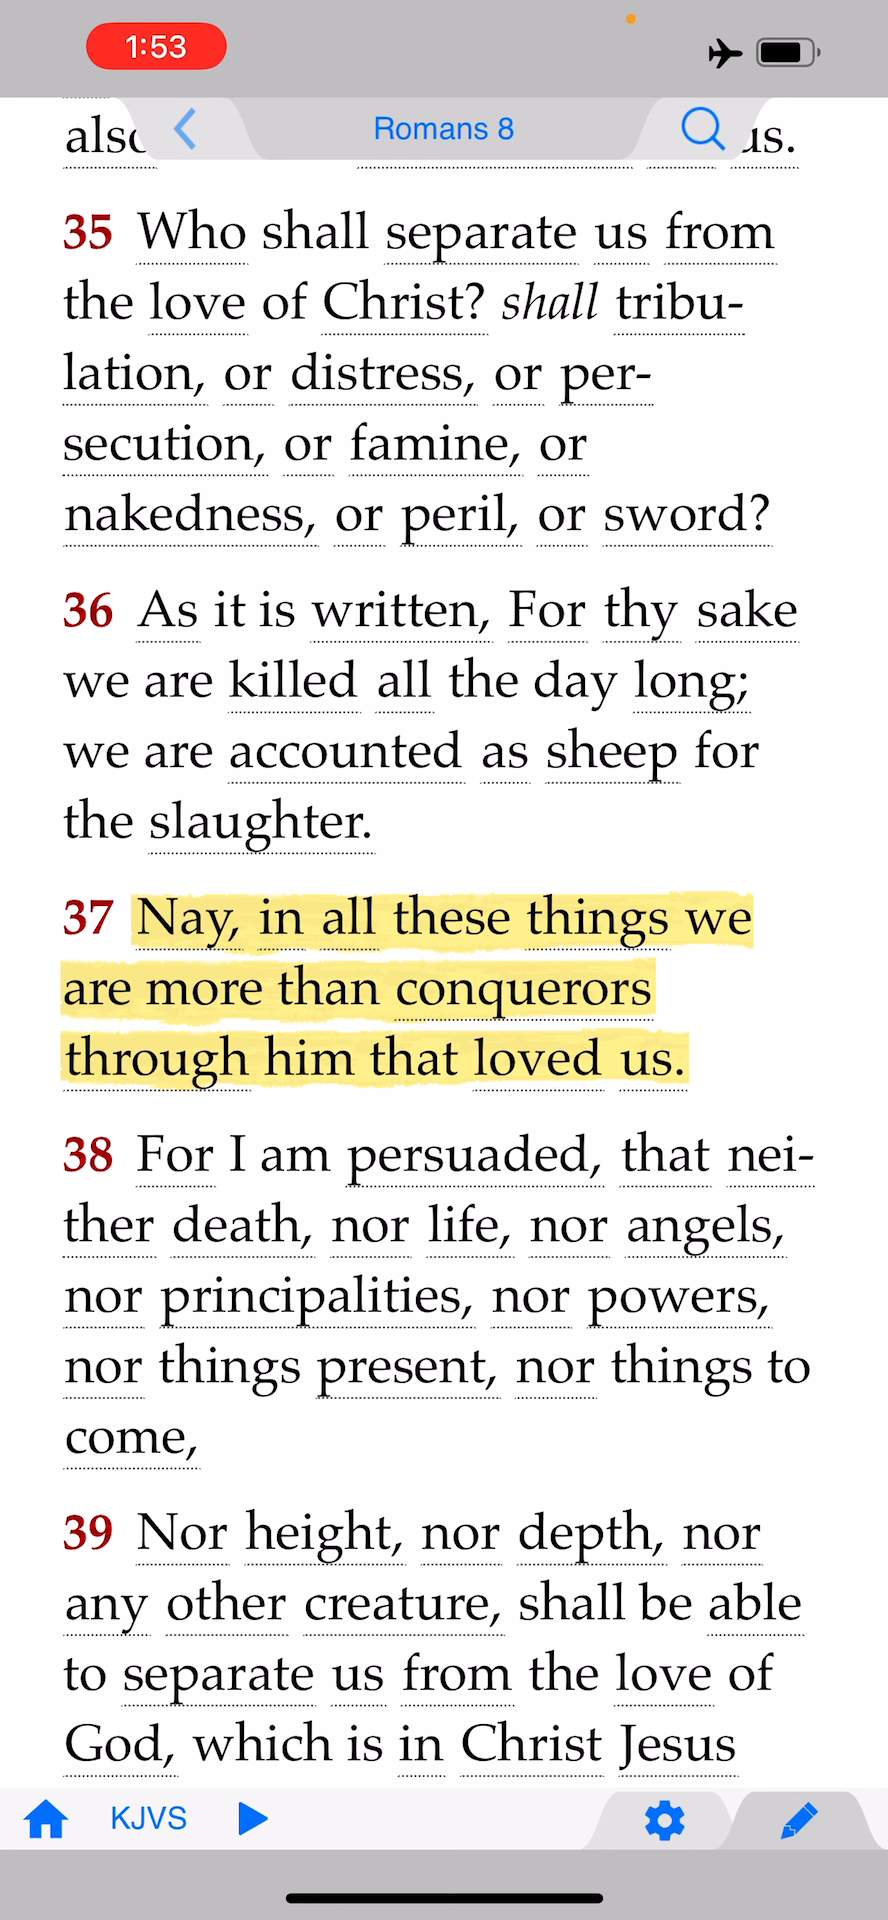 1:53
Romans 8
us.
35 Who shall separate us from
the love of Christ? shall tribu-
lation, or distress, or per-
secution, or famine, or
nakedness, or peril, or sword?
36 As it is written, For thy sake
we are killed all the day long;
we are accounted as sheep for
the slaughter.
37 Nay, in all these things we
are more than conquerors
through him that loved us.
38 For I am persuaded, that nei-
ther death, nor life, nor angels,
nor principalities, nor powers,
nor things present, nor things to
come,
39 Nor height, nor depth, nor
any other creature, shall be able
to separate us from the love of
God, which is in Christ Jesus
KJVS